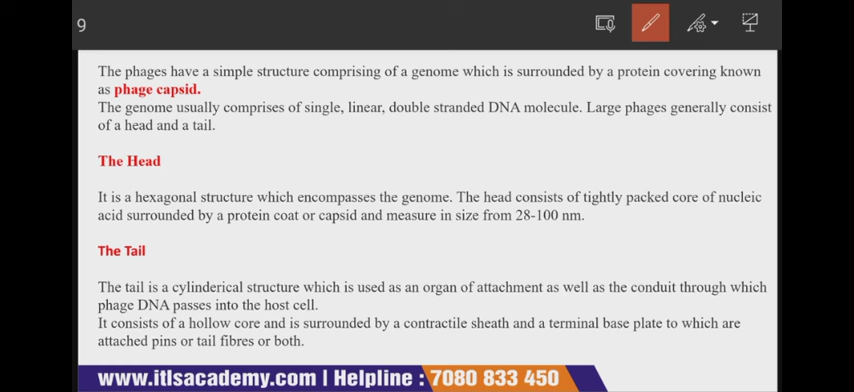 9
The phages have a simple structure comprising of a genome which is surrounded by a protein covering known
as phage capsid.
The genome usually comprises of single, linear, double stranded DNA molecule. Large phages generally consist
of a head and a tail.
The Head
It is a hexagonal structure which encompasses the genome. The head consists of tightly packed core of nucleic
acid surrounded by a protein coat or capsid and measure in size from 28-100 nm.
The Tail
The tail is a cylinderical structure which is used as an organ of attachment as well as the conduit through which
phage DNA passes into the host cell.
It consists of a hollow core and is surrounded by a contractile sheath and a terminal base plate to which are
attached pins or tail fibres or both.
www.itlsacademy.com | Helpline : 7080 833 450